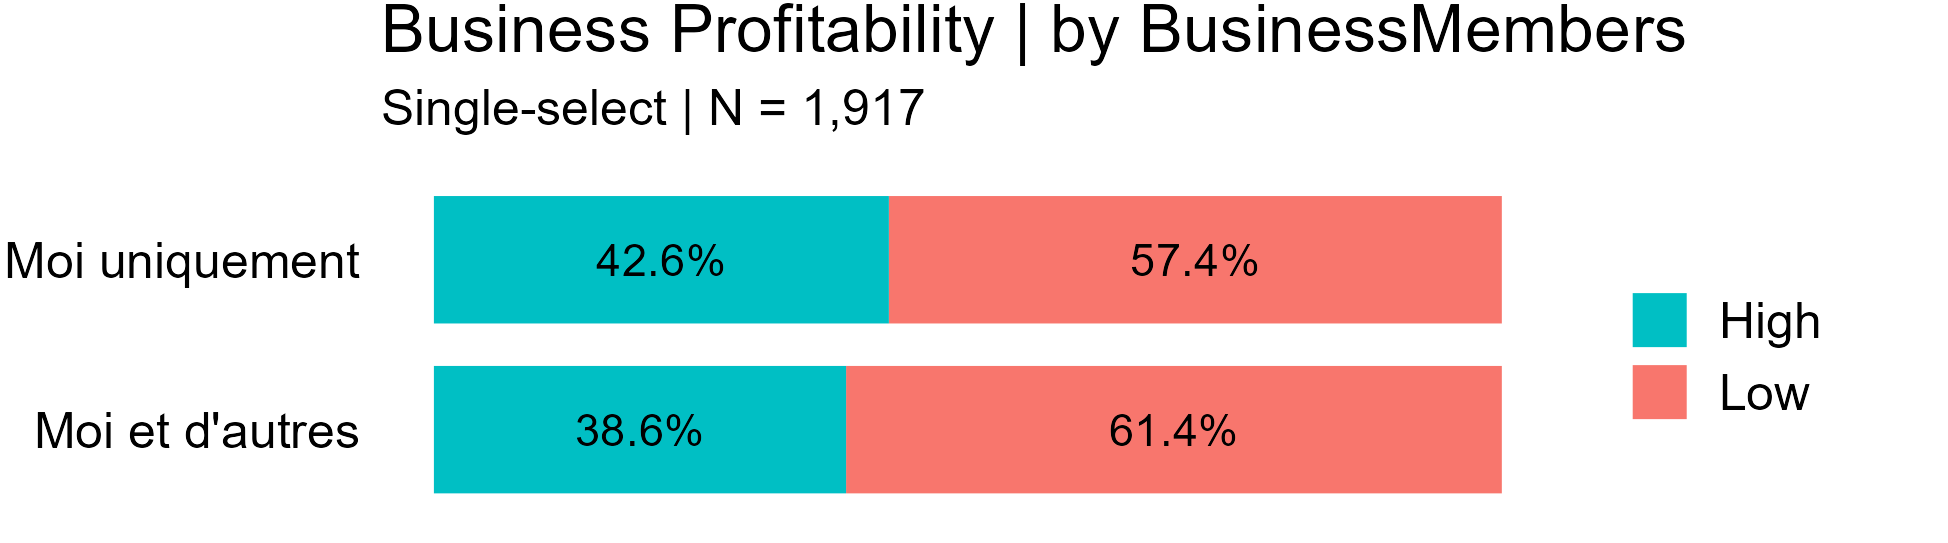 Business Profitability | by BusinessMembers
Single-select | N = 1,917
Moi uniquement
42.6%
57.4%
Moi et d'autres
38.6%
61.4%
High
Low